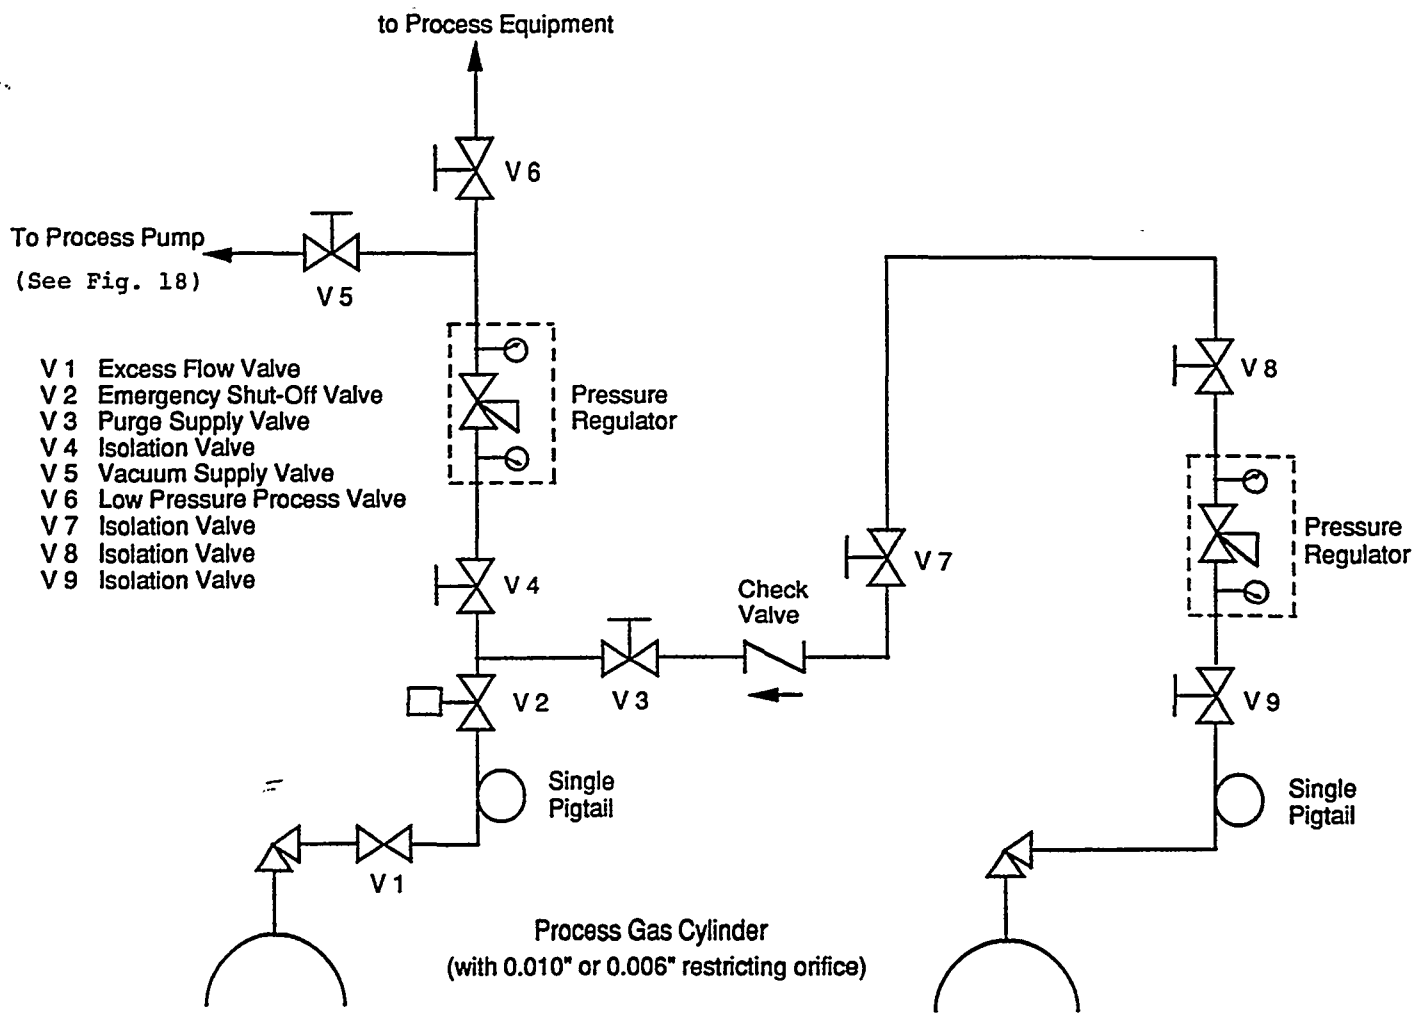 to Process Equipment
V 6
To Process Pump
(See Fig. 18)
V 5
V 8
V 1 Excess Flow Valve
V 2 Emergency Shut-Off Valve
V 3 Purge Supply Valve
V 4 Isolation Valve
V 5 Vacuum Supply Valve
V 6 Low Pressure Process Valve
V 7 Isolation Valve
V 8 Isolation Valve
V 9 Isolation Valve
Pressure
Regulator
Pressure
Regulator
V 4
Check
Valve
V 7
V 2
V 3
V 9
Single
Pigtail
Single
Pigtail
V 1
Process Gas Cylinder
(with 0.010" or 0.006" restricting orifice)